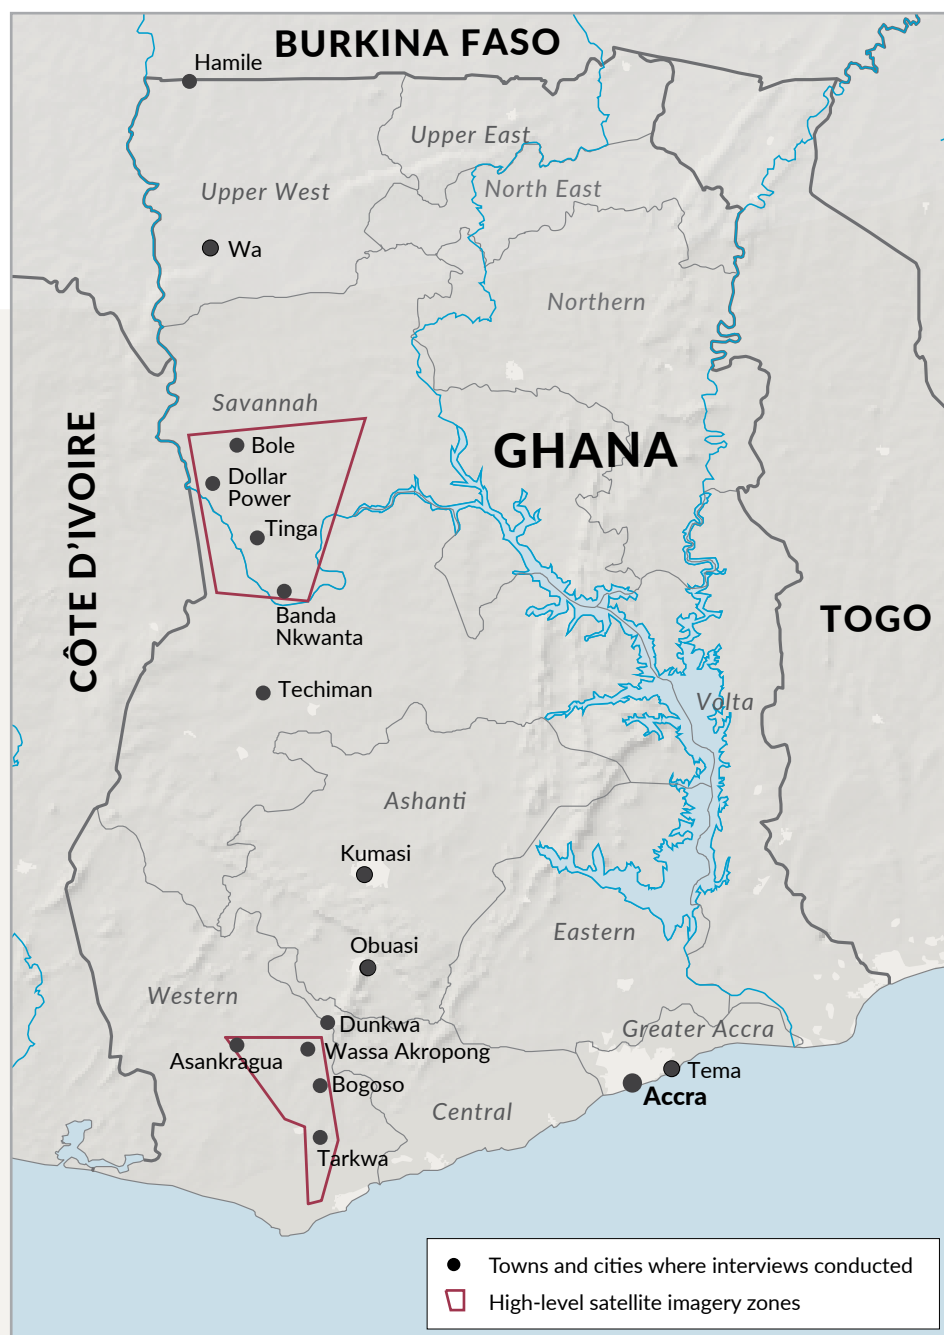 BURKINA FASO
Hamile
Upper East
Upper West
North East
Wa
Northern
Savannah
CÔTE D'IVOIRE
GHANA
Bole
Dollar
Power
Tinga
Banda
Nkwanta
TOGO
Techiman
Volta
Ashanti
Kumasi
Eastern
Obuasi
Western
Dunkwa
Greater Accra
Asankragua
Wassa Akropong
Tema
Bogoso
Accra
Central
Tarkwa
Towns and cities where interviews conducted
High-level satellite imagery zones